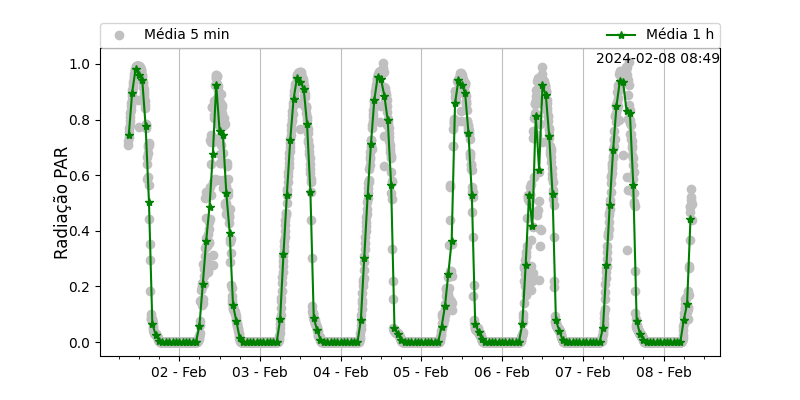 Média 5 min
Média 1 h
2024-02-08 08:49
Radiação PAR
1.0
0.8
0.6
0.4
0.2
0.0
02 - Feb
03 - Feb
04 - Feb
05 - Feb
06 - Feb
07 - Feb
08 - Feb